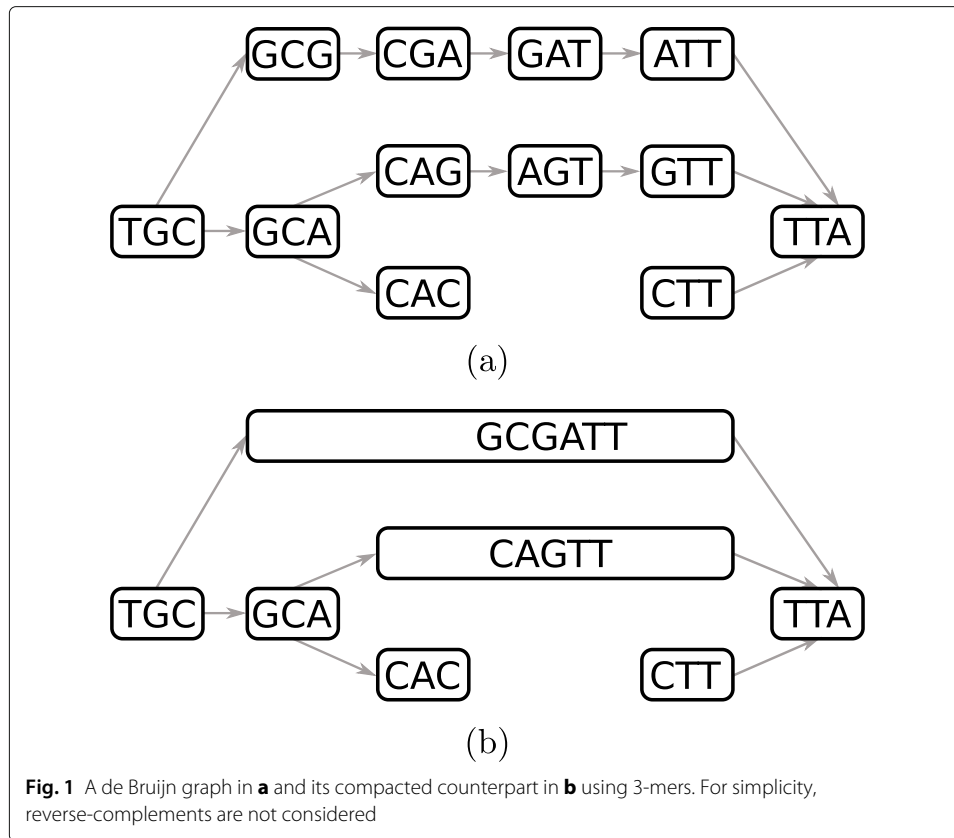 GCG CGA GAT ATT
CAG AGT GTT
TGC GCA TTA
CAC CTT
(a)
GCGATT
CAGTT
TGC GCA TTA
CAC CTT
(b)
Fig. 1 A de Bruijn graph in a and its compacted counterpart in b using 3-mers. For simplicity,
reverse-complements are not considered